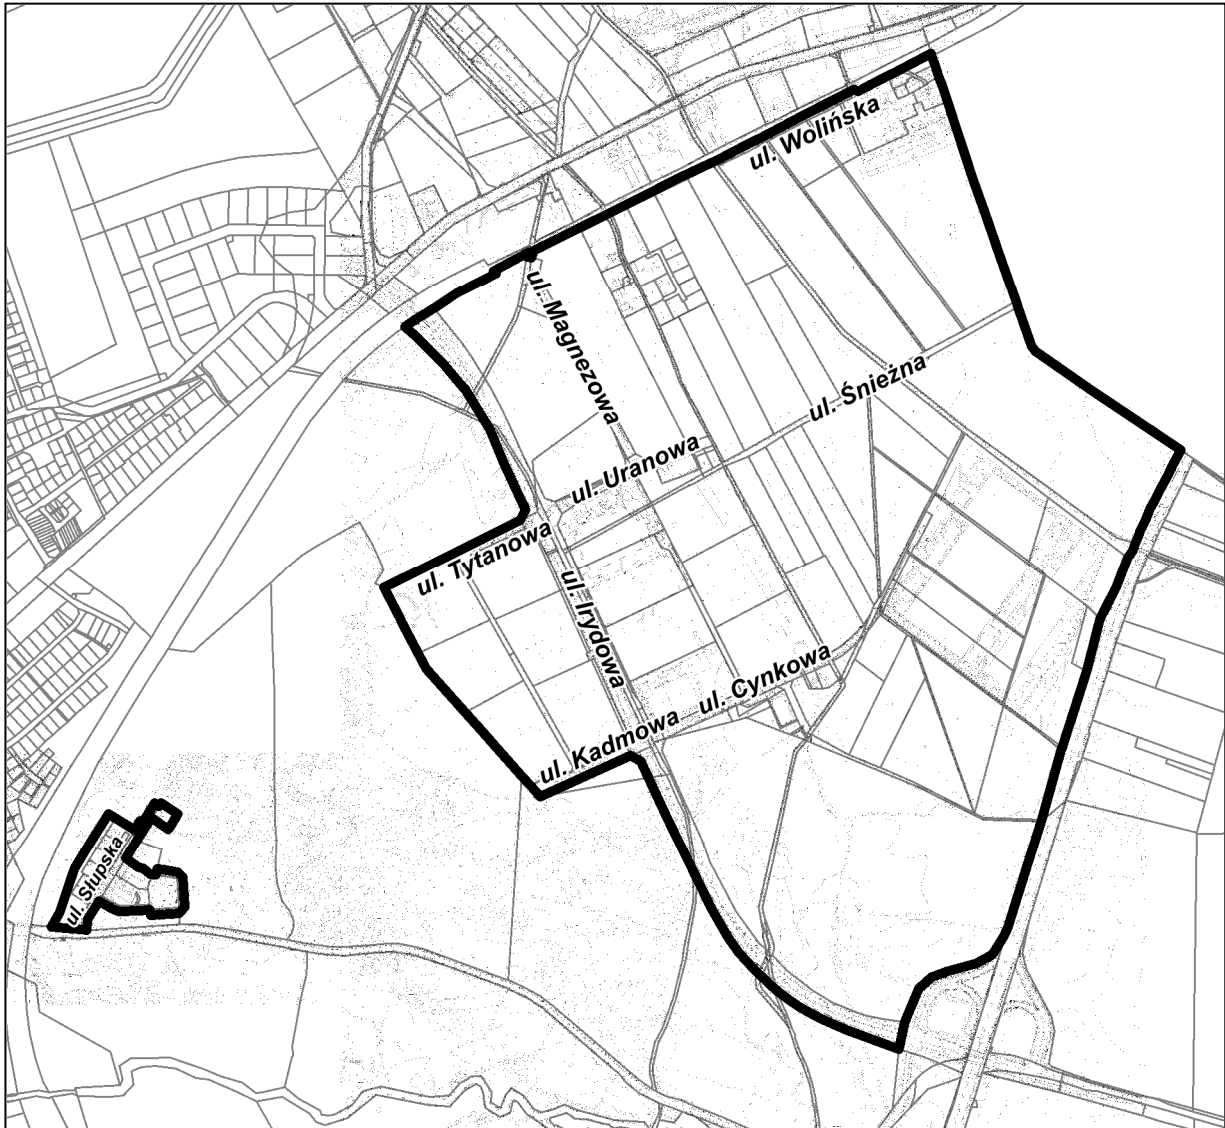 ul. Wolińska
ul. Magnezowa
ul. Śnieżna
ul. Uranowa
ul. Tytanowa
ul. Irydowa
ul. Cynkowa
ul. Kadmowa
ul. Słupska